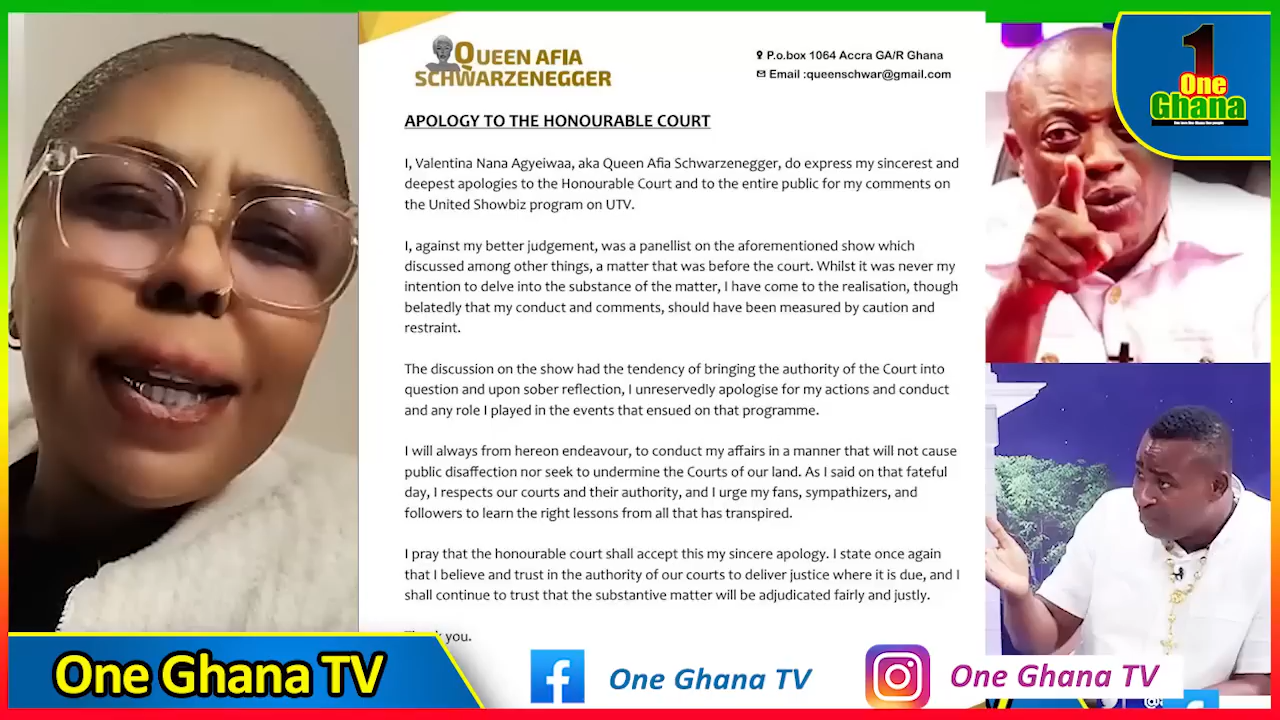 QUEEN AFIA
SCHWARZENEGGER
P.o.box 1064 Accra GA/R Ghana
Email :queenschwar@gmail.com
APOLOGY TO THE HONOURABLE COURT
I, Valentina Nana Agyeiwaa, aka Queen Afia Schwarzenegger, do express my sincerest and
deepest apologies to the Honourable Court and to the entire public for my comments on
the United Showbiz program on UTV.
I, against my better judgement, was a panellist on the aforementioned show which
discussed among other things, a matter that was before the court. Whilst it was never my
intention to delve into the substance of the matter, I have come to the realisation, though
belatedly that my conduct and comments, should have been measured by caution and
restraint.
The discussion on the show had the tendency of bringing the authority of the Court into
question and upon sober reflection, I unreservedly apologise for my actions and conduct
and any role I played in the events that ensued on that programme.
I will always from hereon endeavour, to conduct my affairs in a manner that will not cause
public disaffection nor seek to undermine the Courts of our land. As I said on that fateful
day, I respects our courts and their authority, and I urge my fans, sympathizers, and
followers to learn the right lessons from all that has transpired.
I pray that the honourable court shall accept this my sincere apology. I state once again
that I believe and trust in the authority of our courts to deliver justice where it is due, and I
shall continue to trust that the substantive matter will be adjudicated fairly and justly.
Thank you.
1
One
Ghana
One Ghana TV
One Ghana TV
One Ghana TV